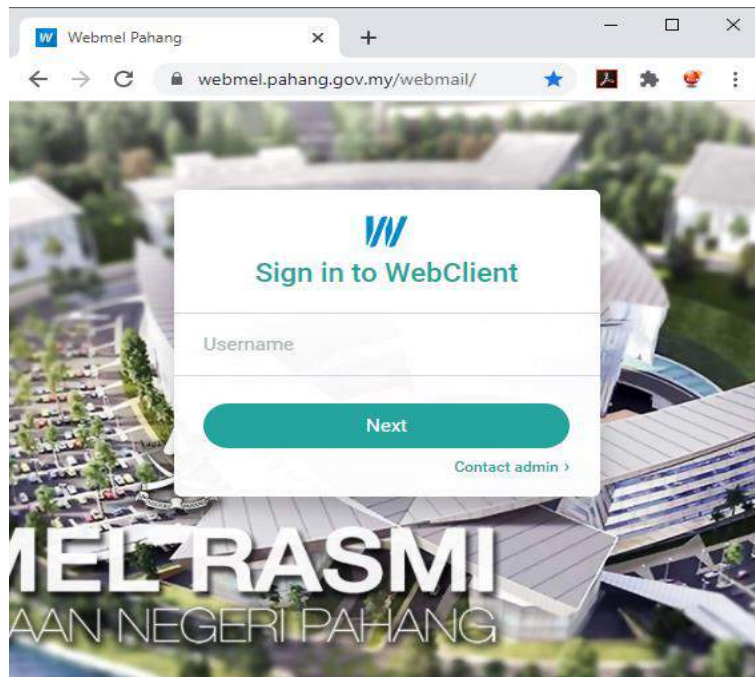 Webmel Pahang
webmel.pahang.gov.my/webmail/
Sign in to WebClient
Username
Next
Contact admin ›
MEL RASMI
AAN NEGERI PAHANG